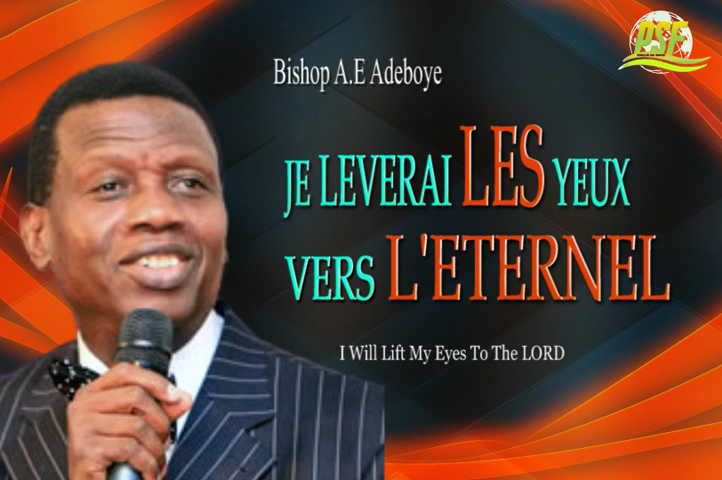 PSF
Bishop A.E Adeboye
JE LEVERAI LES YEUX
VERS L'ETERNEL
I Will Lift My Eyes To The LORD